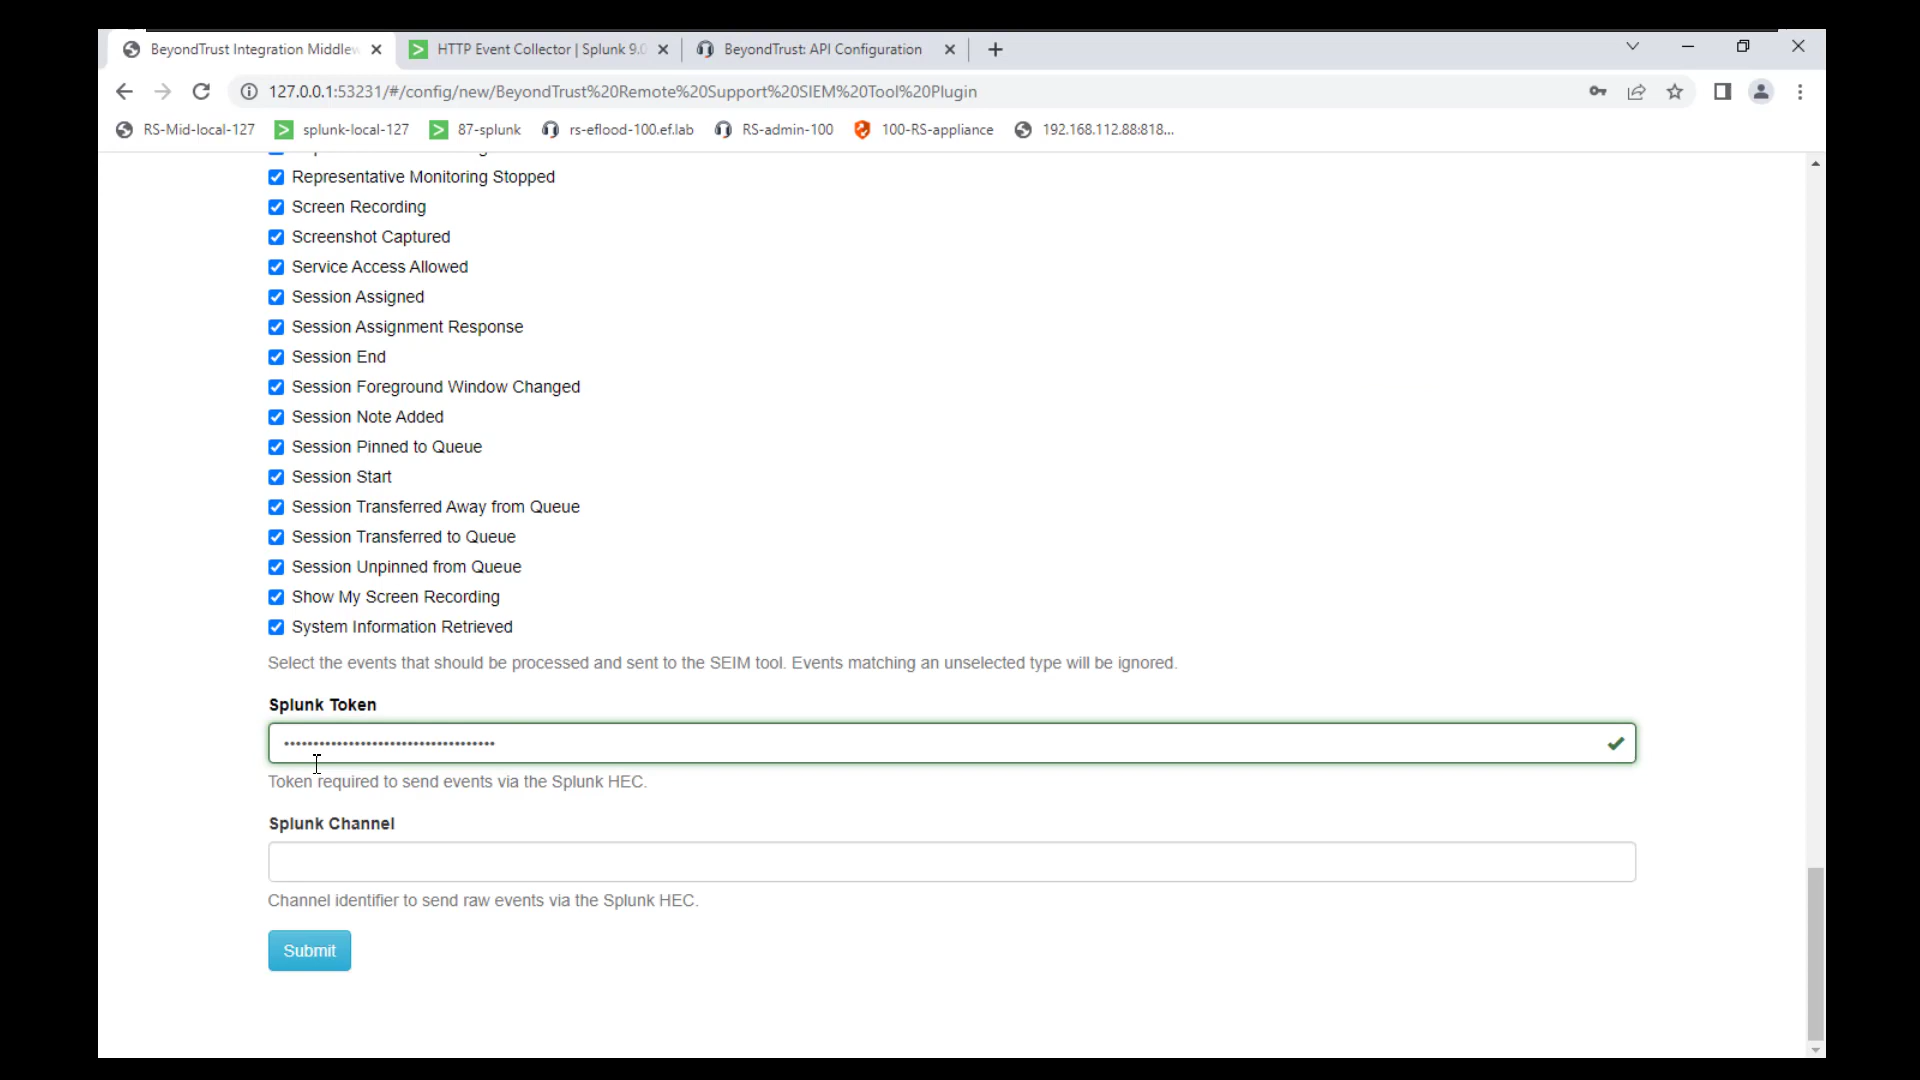 BeyondTrust Integration Middlew
HTTP Event Collector | Splunk 9.0
BeyondTrust: API Configuration
127.0.0.1:53231/#/config/new/BeyondTrust%20Remote%20Support%20SIEM%20Tool%20Plugin
RS-Mid-local-127
splunk-local-127
87-splunk
rs-eflood-100.ef.lab
RS-admin-100
100-RS-appliance
192.168.112.88:818...
Representative Monitoring Stopped
Screen Recording
Screenshot Captured
Service Access Allowed
Session Assigned
Session Assignment Response
Session End
Session Foreground Window Changed
Session Note Added
Session Pinned to Queue
Session Start
Session Transferred Away from Queue
Session Transferred to Queue
Session Unpinned from Queue
Show My Screen Recording
System Information Retrieved
Select the events that should be processed and sent to the SEIM tool. Events matching an unselected type will be ignored.
Splunk Token
Token required to send events via the Splunk HEC.
Splunk Channel
Channel identifier to send raw events via the Splunk HEC.
Submit